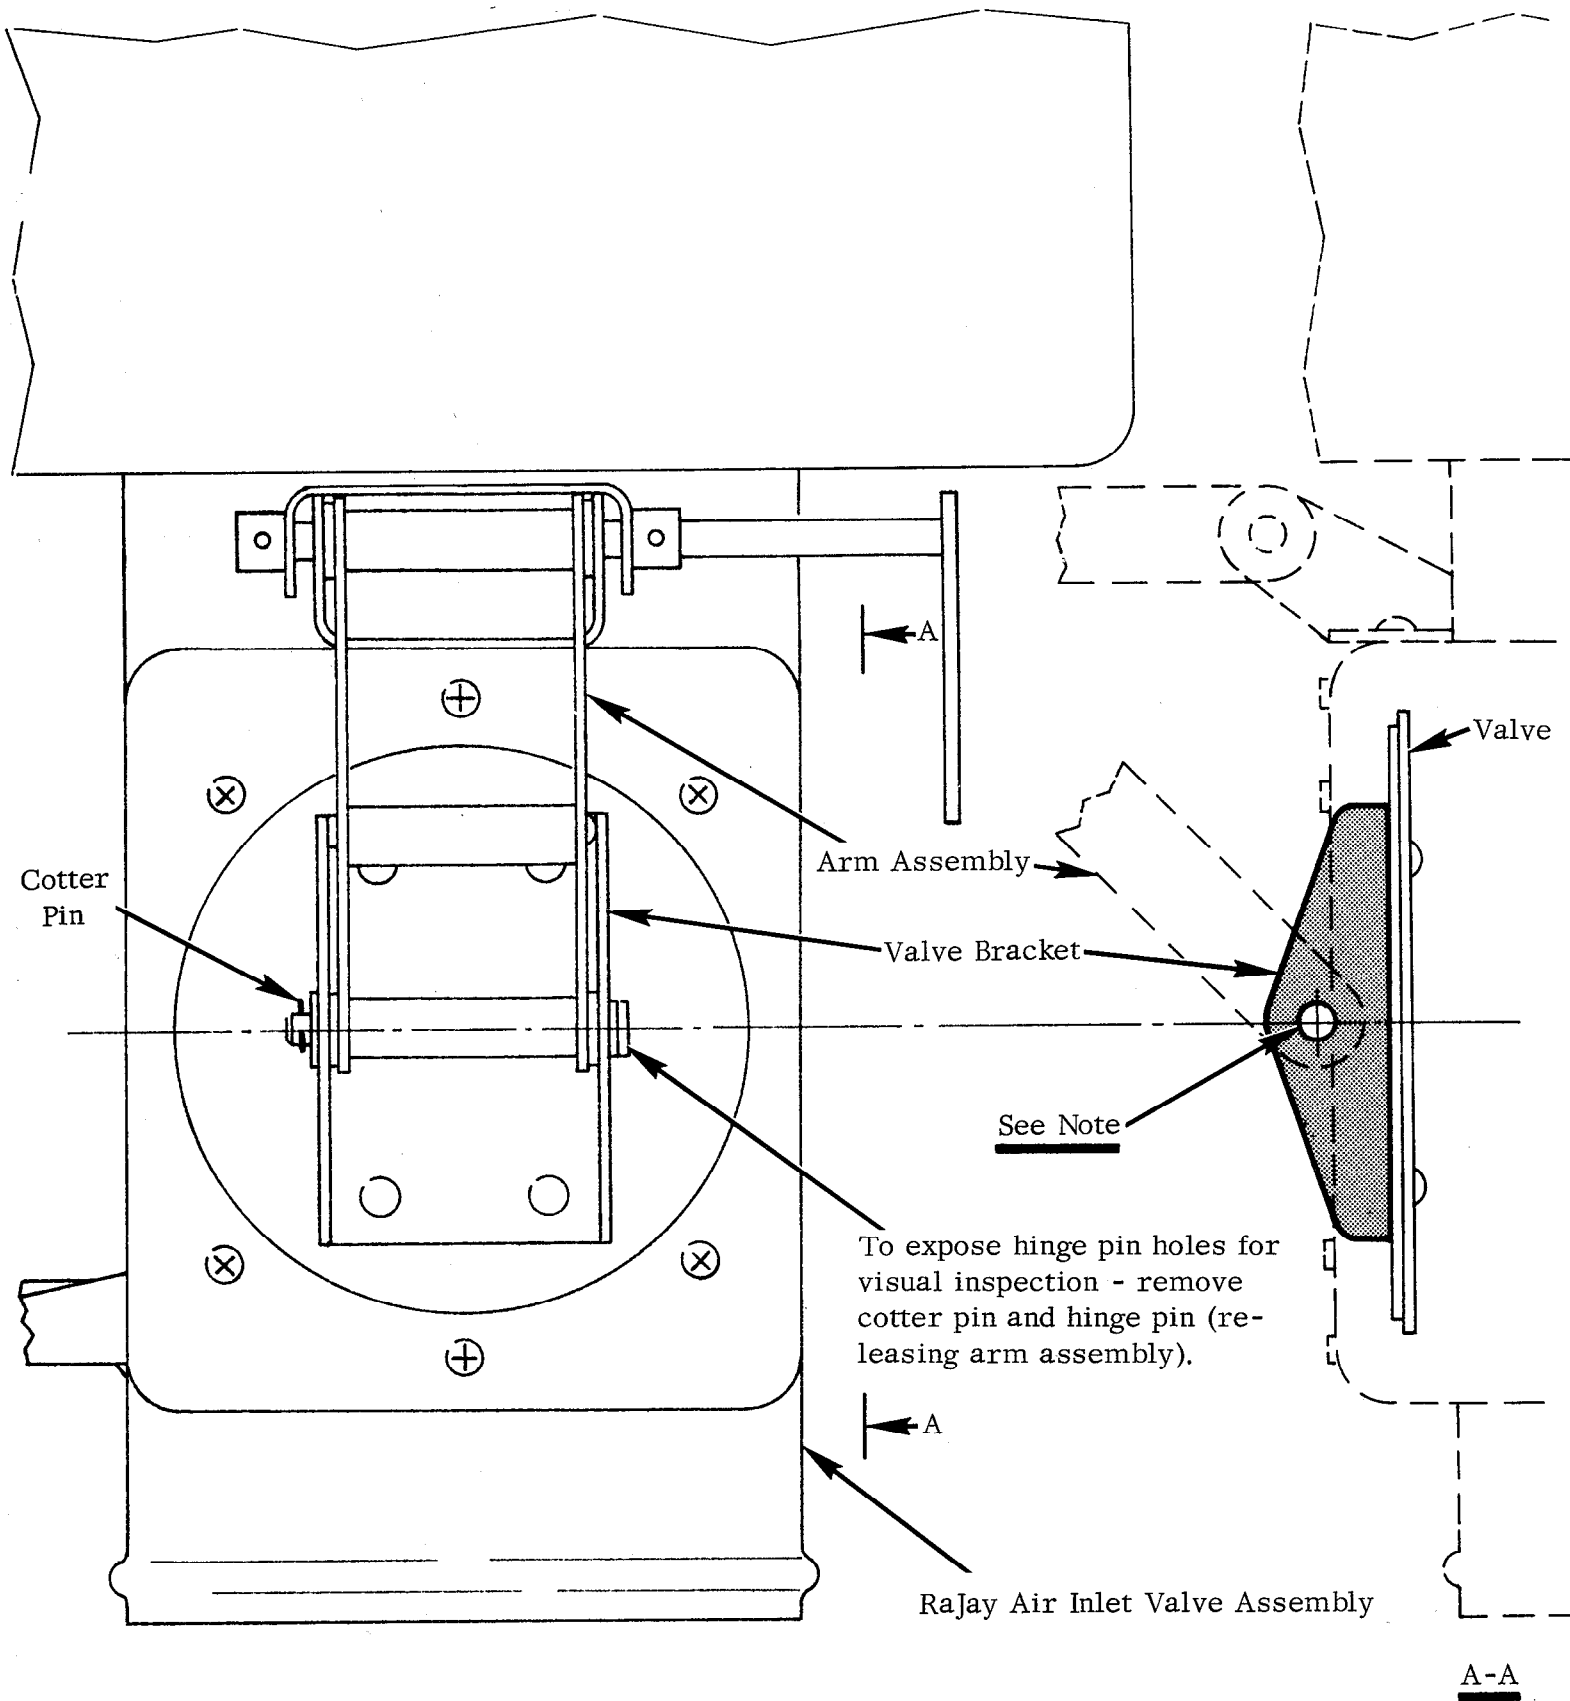 A
Valve
Arm Assembly
Cotter
Pin
Valve Bracket
See Note
To expose hinge pin holes for
visual inspection - remove
cotter pin and hinge pin (re-
leasing arm assembly).
A
RaJay Air Inlet Valve Assembly
A-A